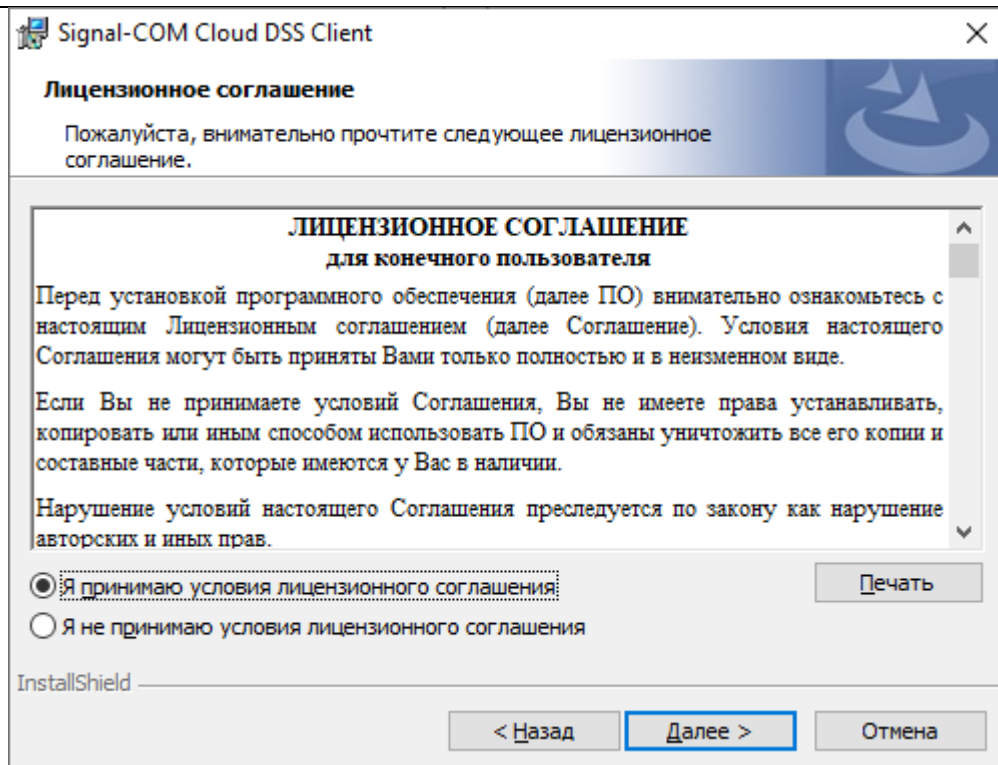 Signal-COM Cloud DSS Client
Лицензионное соглашение
Пожалуйста, внимательно прочтите следующее лицензионное
соглашение.
ЛИЦЕНЗИОННОЕ СОГЛАШЕНИЕ
для конечного пользователя
Перед установкой программного обеспечения (далее ПО) внимательно ознакомьтесь с
настоящим Лицензионным соглашением (далее Соглашение). Условия настоящего
Соглашения могут быть приняты Вами только полностью и в неизменном виде.
Если Вы не принимаете условий Соглашения, Вы не имеете права устанавливать,
копировать или иным способом использовать ПО и обязаны уничтожить все его копии и
составные части, которые имеются у Вас в наличии.
Нарушение условий настоящего Соглашения преследуется по закону как нарушение
авторских и иных прав.
Я принимаю условия лицензионного соглашения
Печать
Я не принимаю условия лицензионного соглашения
InstallShield
< Назад
Далее >
Отмена